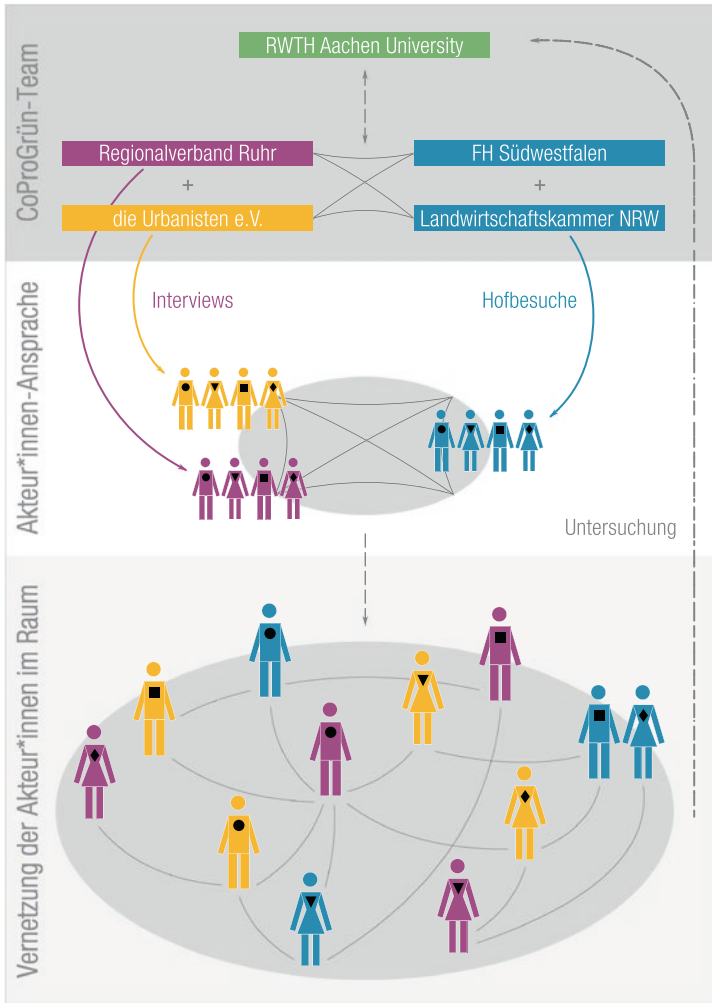 CoProGrün-Team
RWTH Aachen University
Regionalverband Ruhr
FH Südwestfalen
+
+
die Urbanisten e.V.
Landwirtschaftskammer NRW
Akteur*innen-Ansprache
Interviews
Hofbesuche
Untersuchung
Vernetzung der Akteur*innen im Raum